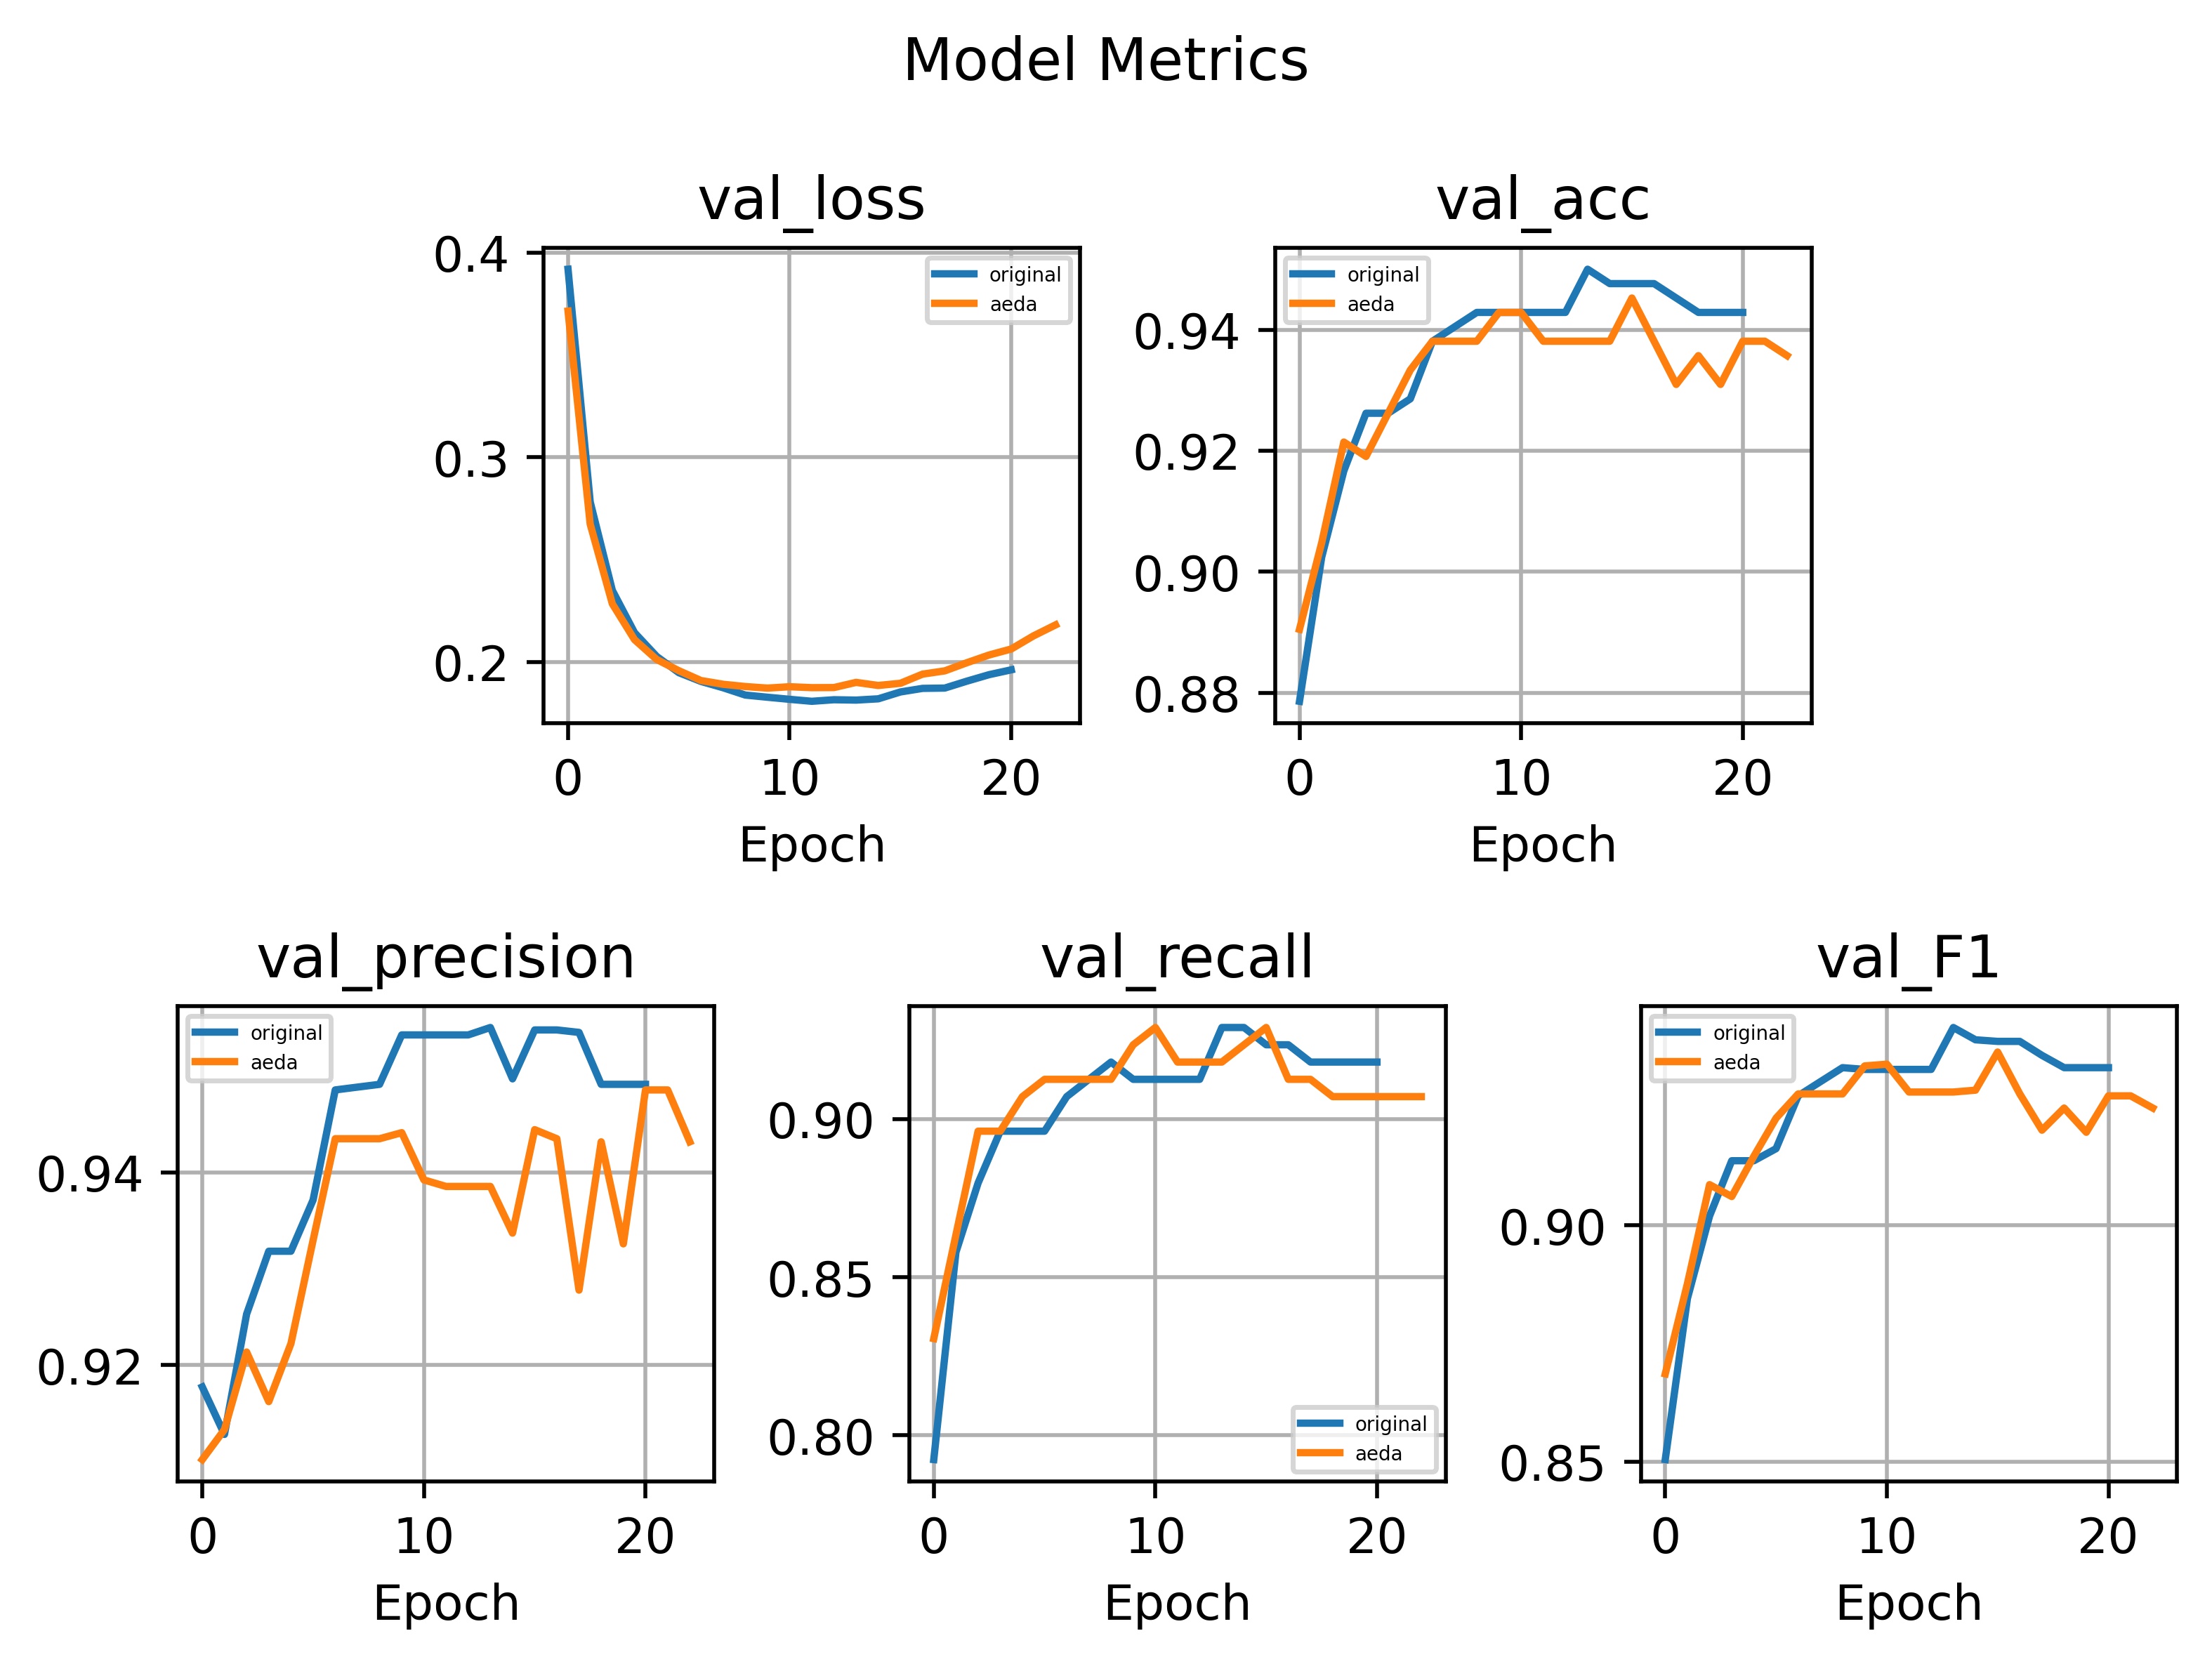 Model Metrics
val_loss
0.4
0.3
0.2
0 10 20
Epoch
original
aeda
val_acc
0.94
0.92
0.90
0.88
0 10 20
Epoch
original
aeda
val_precision
0.94
0.92
0 10 20
Epoch
original
aeda
val_recall
0.90
0.85
0.80
0 10 20
Epoch
original
aeda
val_F1
0.90
0.85
0 10 20
Epoch
original
aeda